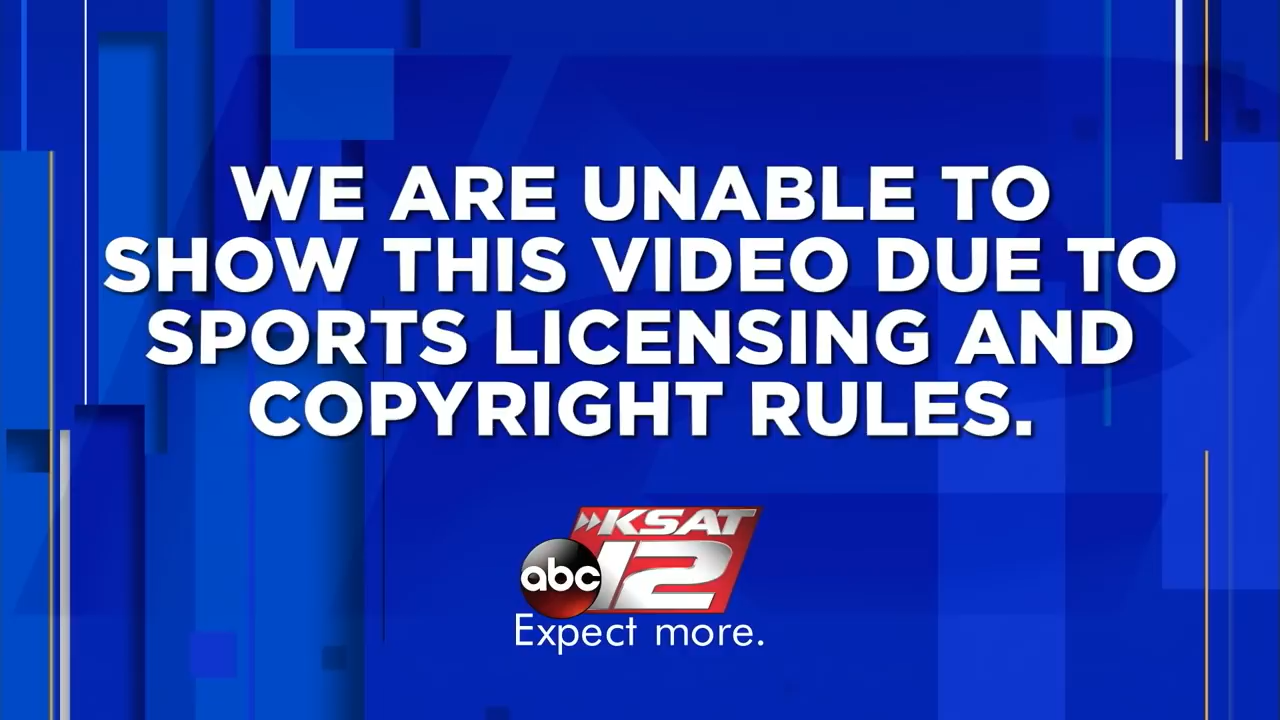 WE ARE UNABLE TO
SHOW THIS VIDEO DUE TO
SPORTS LICENSING AND
COPYRIGHT RULES.
KSAT
abc 12
Expect more.